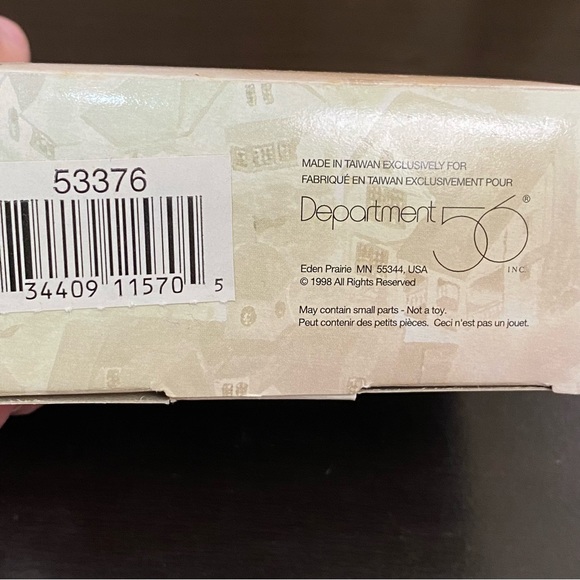 53376
34409 11570 5
MADE IN TAIWAN EXCLUSIVELY FOR
FABRIQUÉ EN TAIWAN EXCLUSIVEMENT POUR
Department 56®
INC.
Eden Prairie MN 55344, USA
© 1998 All Rights Reserved
May contain small parts - Not a toy.
Peut contenir des petits pièces. Ceci n'est pas un jouet.